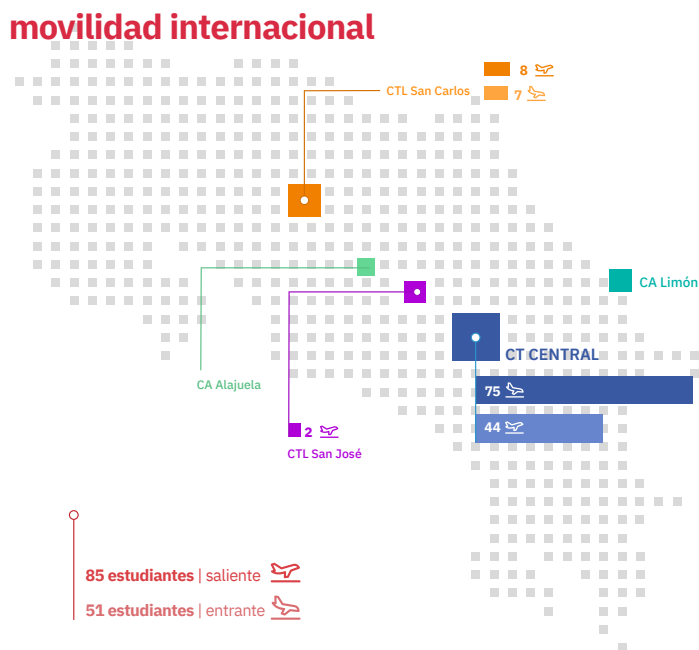 movilidad internacional
8
CTL San Carlos
7
CA Limón
CT CENTRAL
CA Alajuela
75
44
2
CTL San José
85 estudiantes | saliente
51 estudiantes | entrante